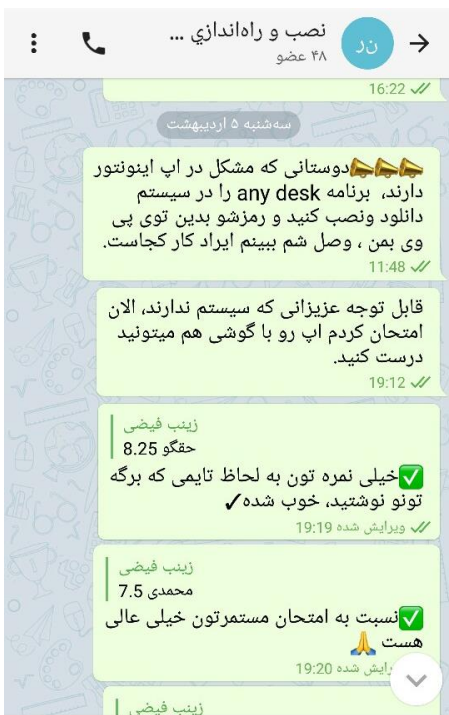 نصب و راه‌اندازي ...
۴۸ عضو
نر
16:22
سه‌شنبه ۵ اردیبهشت
📣📣📣دوستانی که مشکل در اپ اینونتور
دارند، برنامه any desk را در سیستم
دانلود ونصب کنید و رمزشو بدین توی پی
وی بمن ، وصل شم ببینم ایراد کار کجاست.
11:48
قابل توجه عزیزانی که سیستم ندارند، الان
امتحان کردم اپ رو با گوشی هم میتونید
درست کنید.
19:12
زینب فیضی
حقگو 8.25
✅خیلی نمره تون به لحاظ تایمی که برگه
تونو نوشتید، خوب شده✔
ویرایش شده 19:19
زینب فیضی
محمدی 7.5
✅نسبت به امتحان مستمرتون خیلی عالی
هست 🙏
رایش شده 19:20
زینب فیضی